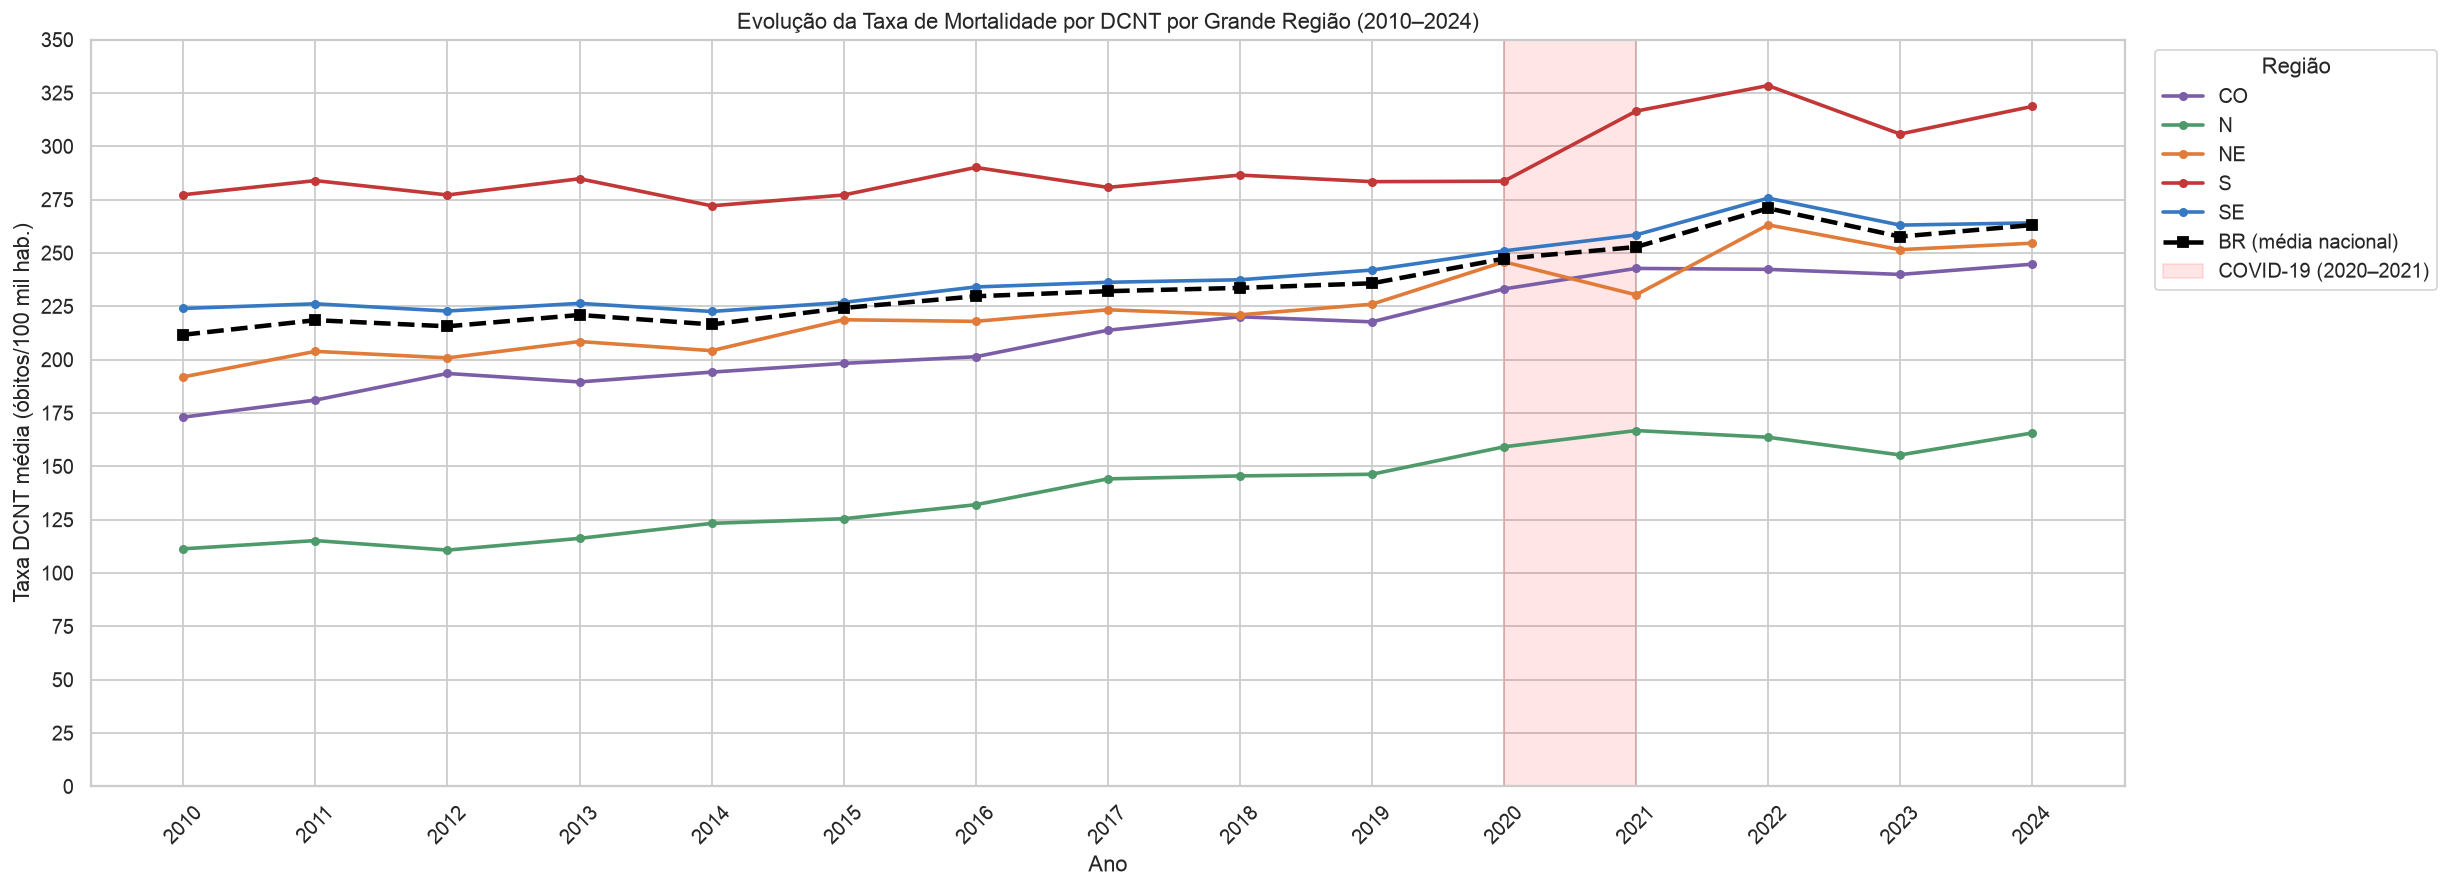 Evolução da Taxa de Mortalidade por DCNT por Grande Região (2010–2024)
Taxa DCNT média (óbitos/100 mil hab.)
350
325
300
275
250
225
200
175
150
125
100
75
50
25
0
2010
2011
2012
2013
2014
2015
2016
2017
2018
2019
2020
2021
2022
2023
2024
Ano
Região
CO
N
NE
S
SE
BR (média nacional)
COVID-19 (2020–2021)